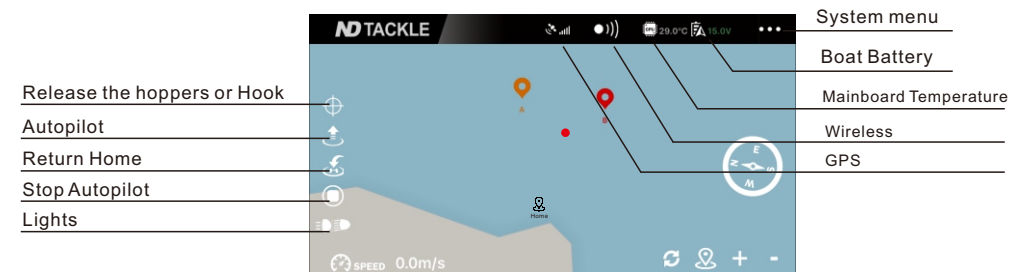 System menu
ND TACKLE
CPU 29.0°C 15.0V
Boat Battery
Release the hoppers or Hook
Mainboard Temperature
A
B
Autopilot
Wireless
Return Home
GPS
E
N S
W
Stop Autopilot
Home
Lights
SPEED 0.0m/s
+ -